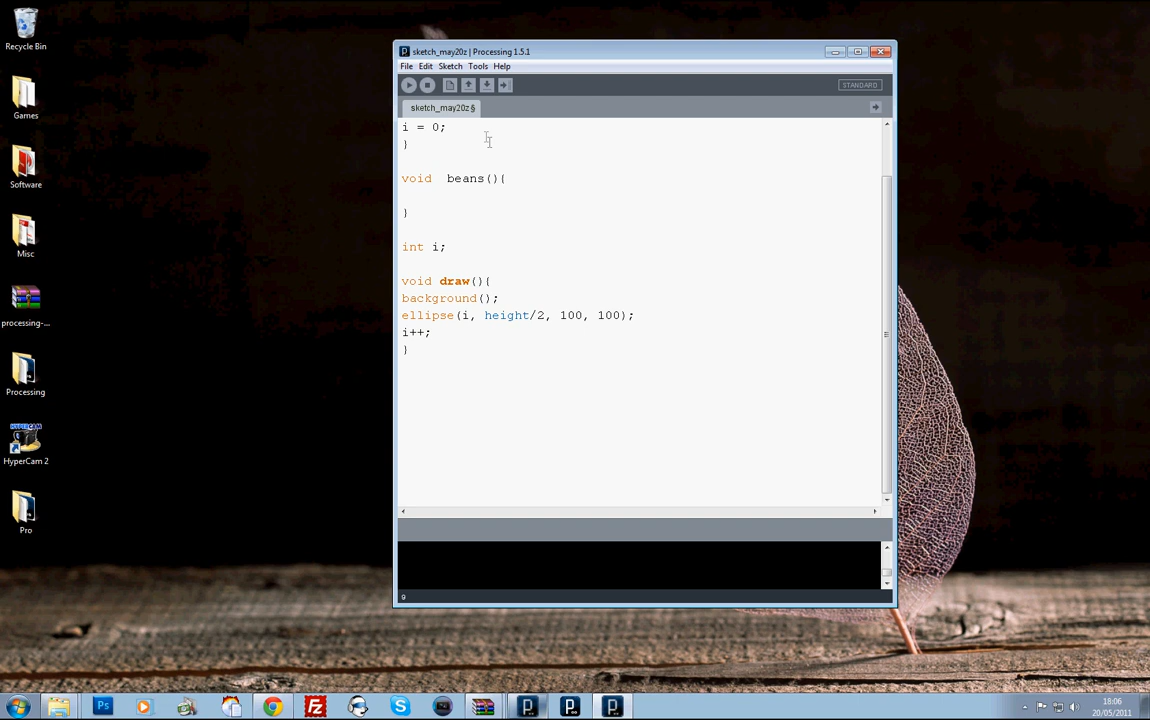 Recycle Bin
Games
Software
Misc
processing-...
Processing
HYPERCAM
HyperCam 2
Pro
sketch_may20z | Processing 1.5.1
File Edit Sketch Tools Help
STANDARD
sketch_may20z §
i = 0;
}
void  beans(){
}
int i;
void draw(){
background();
ellipse(i, height/2, 100, 100);
i++;
}
9
Ps
18:06
20/05/2011